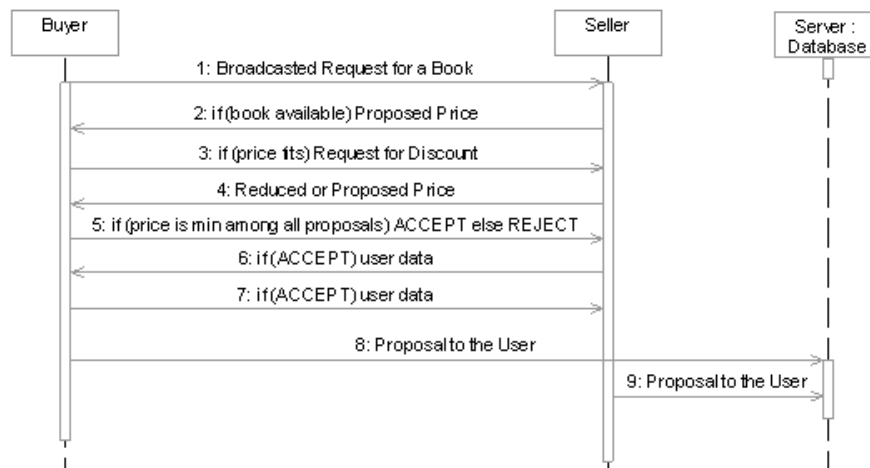 Buyer
Seller
Server :
Database
1: Broadcasted Request for a Book
2: if(book available) Proposed Price
3: if (price fits) Request for Discount
4: Reduced or Proposed Price
5: if (price is min among all proposals) ACCEPT else REJECT
6: if(ACCEPT) user data
7: if(ACCEPT) user data
8: Proposal to the User
9: Proposal to the User